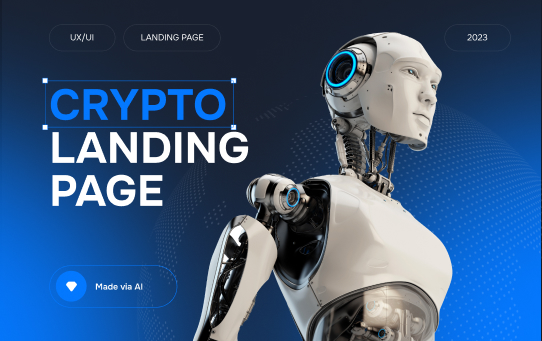 UX/UI
LANDING PAGE
2023
CRYPTO
LANDING
PAGE
Made via AI